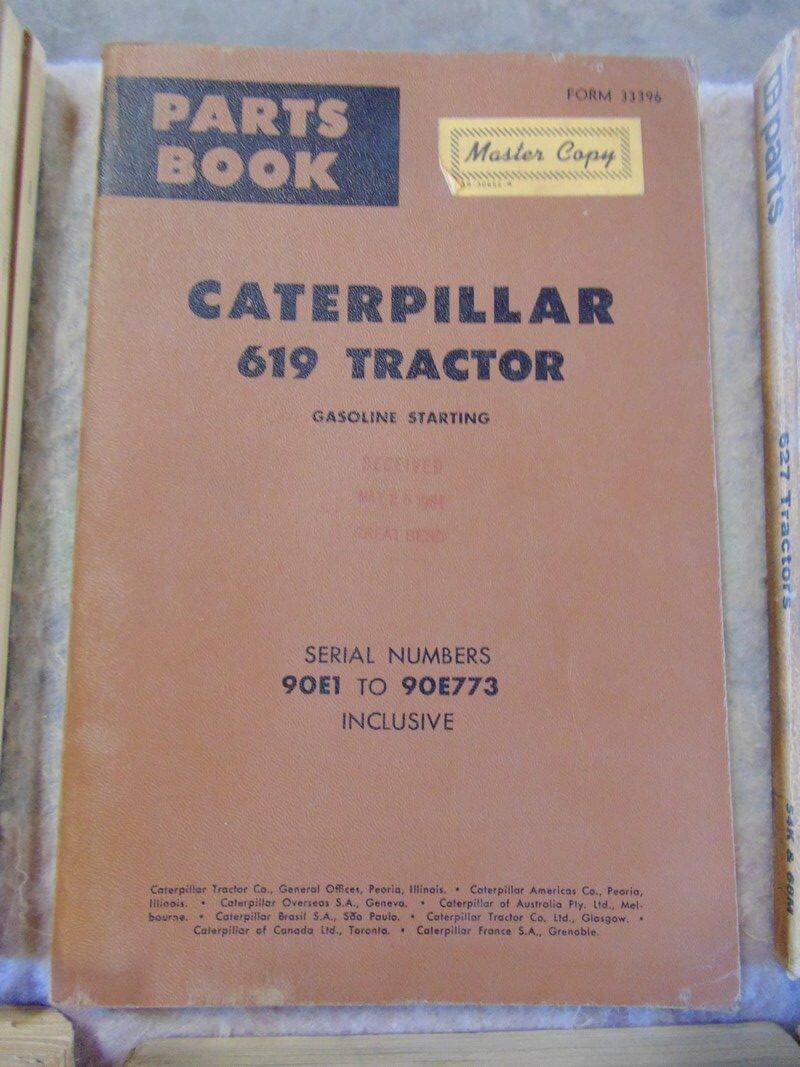 PARTS
BOOK
FORM 33396
Master Copy
CATERPILLAR
619 TRACTOR
GASOLINE STARTING
RECEIVED
MAY
GREAT BEND
SERIAL NUMBERS
90E1 TO 90E773
INCLUSIVE
Caterpillar Tractor Co., General Offices, Peoria, Illinois. • Caterpillar Americas Co., Peoria,
Illinois. • Caterpillar Overseas S.A., Geneva. • Caterpillar of Australia Pty. Ltd., Mel-
bourne. • Caterpillar Brasil S.A., São Paulo. • Caterpillar Tractor Co. Ltd., Glasgow. •
Caterpillar of Canada Ltd., Toronto. • Caterpillar France S.A., Grenoble.
parts
627 Tractors
54K & 68M